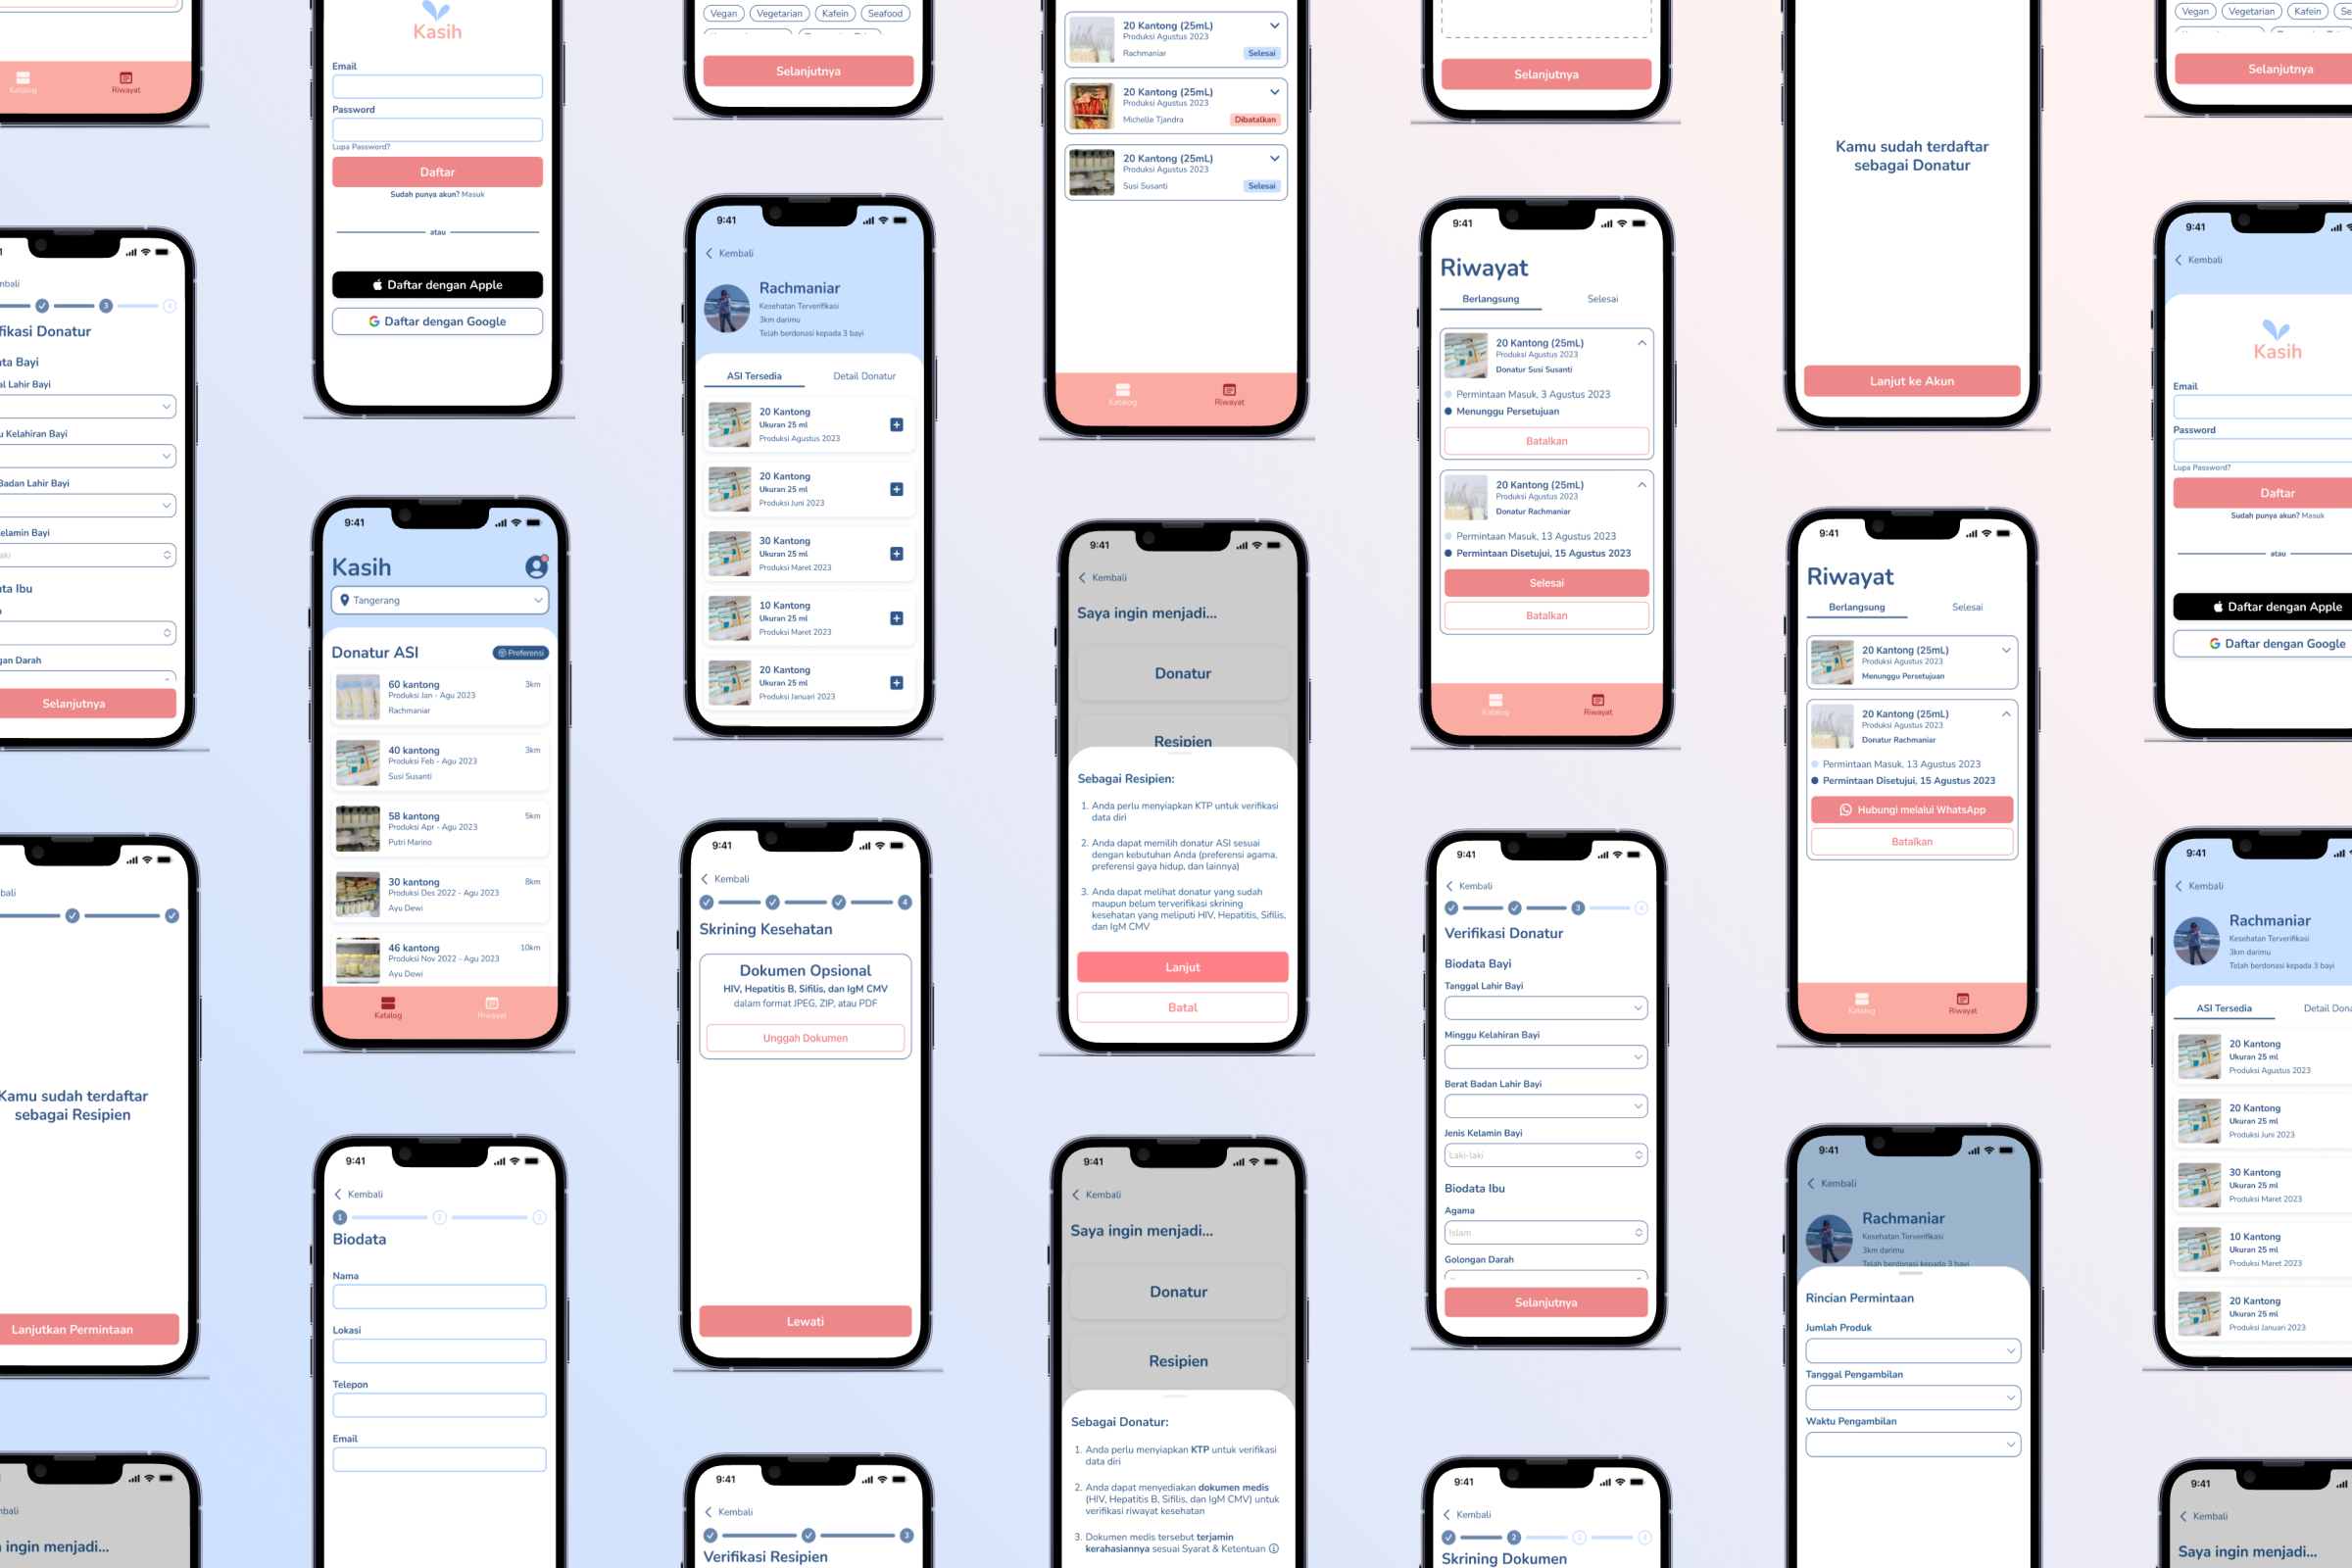 Katalog
Riwayat
mbali
3
4
fikasi Donatur
ta Bayi
al Lahir Bayi
u Kelahiran Bayi
Badan Lahir Bayi
elamin Bayi
aki
ta Ibu
gan Darah
Selanjutnya
bali
Kamu sudah terdaftar
sebagai Resipien
Lanjutkan Permintaan
mbali
ingin menjadi...
Kasih
Email
Password
Lupa Password?
Daftar
Sudah punya akun? Masuk
atau
Daftar dengan Apple
Daftar dengan Google
9:41
Kasih
Tangerang
Donatur ASI
Preferensi
60 kantong
3km
Produksi Jan - Agu 2023
Rachmaniar
40 kantong
3km
Produksi Feb - Agu 2023
Susi Susanti
58 kantong
5km
Produksi Apr - Agu 2023
Putri Marino
30 kantong
8km
Produksi Des 2022 - Agu 2023
Ayu Dewi
46 kantong
10km
Produksi Nov 2022 - Agu 2023
Ayu Dewi
Katalog
Riwayat
9:41
Kembali
1
2
3
Biodata
Nama
Lokasi
Telepon
Email
Vegan
Vegetarian
Kafein
Seafood
Selanjutnya
9:41
Kembali
Rachmaniar
Kesehatan Terverifikasi
3km darimu
Telah berdonasi kepada 3 bayi
ASI Tersedia
Detail Donatur
20 Kantong
Ukuran 25 ml
Produksi Agustus 2023
20 Kantong
Ukuran 25 ml
Produksi Juni 2023
30 Kantong
Ukuran 25 ml
Produksi Maret 2023
10 Kantong
Ukuran 25 ml
Produksi Maret 2023
20 Kantong
Ukuran 25 ml
Produksi Januari 2023
9:41
Kembali
4
Skrining Kesehatan
Dokumen Opsional
HIV, Hepatitis B, Sifilis, dan IgM CMV
dalam format JPEG, ZIP, atau PDF
Unggah Dokumen
Lewati
9:41
Kembali
3
Verifikasi Resipien
20 Kantong (25mL)
Produksi Agustus 2023
Rachmaniar
Selesai
20 Kantong (25mL)
Produksi Agustus 2023
Michelle Tjandra
Dibatalkan
20 Kantong (25mL)
Produksi Agustus 2023
Susi Susanti
Selesai
Katalog
Riwayat
9:41
Kembali
Saya ingin menjadi...
Donatur
Resipien
Sebagai Resipien:
1. Anda perlu menyiapkan KTP untuk verifikasi
data diri
2. Anda dapat memilih donatur ASI sesuai
dengan kebutuhan Anda (preferensi agama,
preferensi gaya hidup, dan lainnya)
3. Anda dapat melihat donatur yang sudah
maupun belum terverifikasi skrining
kesehatan yang meliputi HIV, Hepatitis, Sifilis,
dan IgM CMV
Lanjut
Batal
9:41
Kembali
Saya ingin menjadi...
Donatur
Resipien
Sebagai Donatur:
1. Anda perlu menyiapkan KTP untuk verifikasi
data diri
2. Anda dapat menyediakan dokumen medis
(HIV, Hepatitis B, Sifilis, dan IgM CMV) untuk
verifikasi riwayat kesehatan
3. Dokumen medis tersebut terjamin
kerahasiannya sesuai Syarat & Ketentuan
Selanjutnya
9:41
Riwayat
Berlangsung
Selesai
20 Kantong (25mL)
Produksi Agustus 2023
Donatur Susi Susanti
Permintaan Masuk, 3 Agustus 2023
Menunggu Persetujuan
Batalkan
20 Kantong (25mL)
Produksi Agustus 2023
Donatur Rachmaniar
Permintaan Masuk, 13 Agustus 2023
Permintaan Disetujui, 15 Agustus 2023
Selesai
Batalkan
Katalog
Riwayat
9:41
Kembali
3
4
Verifikasi Donatur
Biodata Bayi
Tanggal Lahir Bayi
Minggu Kelahiran Bayi
Berat Badan Lahir Bayi
Jenis Kelamin Bayi
Laki-laki
Biodata Ibu
Agama
Islam
Golongan Darah
Selanjutnya
9:41
Kembali
2
3
4
Skrining Dokumen
Kamu sudah terdaftar
sebagai Donatur
Lanjut ke Akun
9:41
Riwayat
Berlangsung
Selesai
20 Kantong (25mL)
Produksi Agustus 2023
Menunggu Persetujuan
20 Kantong (25mL)
Produksi Agustus 2023
Donatur Rachmaniar
Permintaan Masuk, 13 Agustus 2023
Permintaan Disetujui, 15 Agustus 2023
Hubungi melalui WhatsApp
Batalkan
Katalog
Riwayat
9:41
Kembali
Rachmaniar
Kesehatan Terverifikasi
3km darimu
Telah berdonasi kepada 3 bayi
Rincian Permintaan
Jumlah Produk
Tanggal Pengambilan
Waktu Pengambilan
Vegan
Vegetarian
Kafein
Se
Selanjutnya
9:41
Kembali
Kasih
Email
Password
Lupa Password?
Daftar
Sudah punya akun? Masuk
atau
Daftar dengan Apple
Daftar dengan Google
9:41
Kembali
Rachmaniar
Kesehatan Terverifikasi
3km darimu
Telah berdonasi kepada 3 bayi
ASI Tersedia
Detail Dona
20 Kantong
Ukuran 25 ml
Produksi Agustus 2023
20 Kantong
Ukuran 25 ml
Produksi Juni 2023
30 Kantong
Ukuran 25 ml
Produksi Maret 2023
10 Kantong
Ukuran 25 ml
Produksi Maret 2023
20 Kantong
Ukuran 25 ml
Produksi Januari 2023
9:41
Kembali
Saya ingin menjadi...